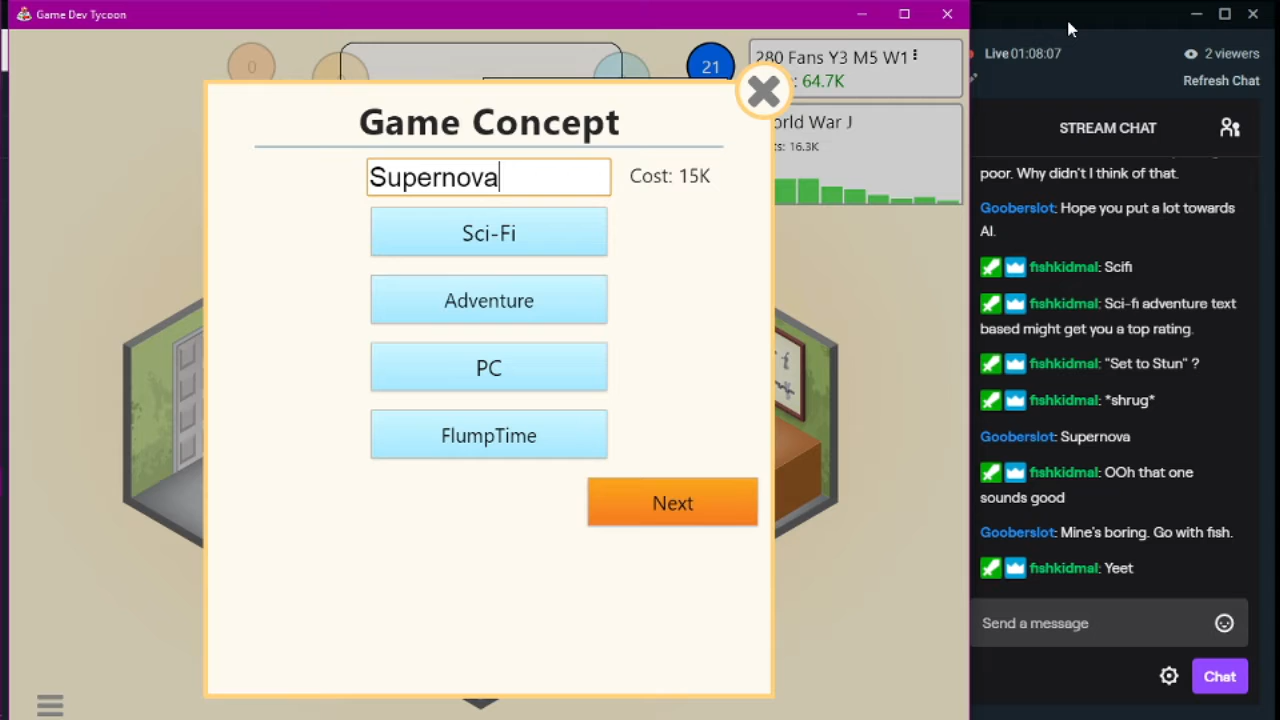 Game Dev Tycoon
0
21
280 Fans Y3 M5 W1
: 64.7K
orld War J
ts: 16.3K
Game Concept
Supernova
Cost: 15K
Sci-Fi
Adventure
PC
FlumpTime
Next
Live 01:08:07
2 viewers
Refresh Chat
STREAM CHAT
poor. Why didn't I think of that.
Gooberslot: Hope you put a lot towards
AI.
fishkidmal: Scifi
fishkidmal: Sci-fi adventure text
based might get you a top rating.
fishkidmal: "Set to Stun" ?
fishkidmal: *shrug*
Gooberslot: Supernova
fishkidmal: OOh that one
sounds good
Gooberslot: Mine's boring. Go with fish.
fishkidmal: Yeet
Send a message
Chat